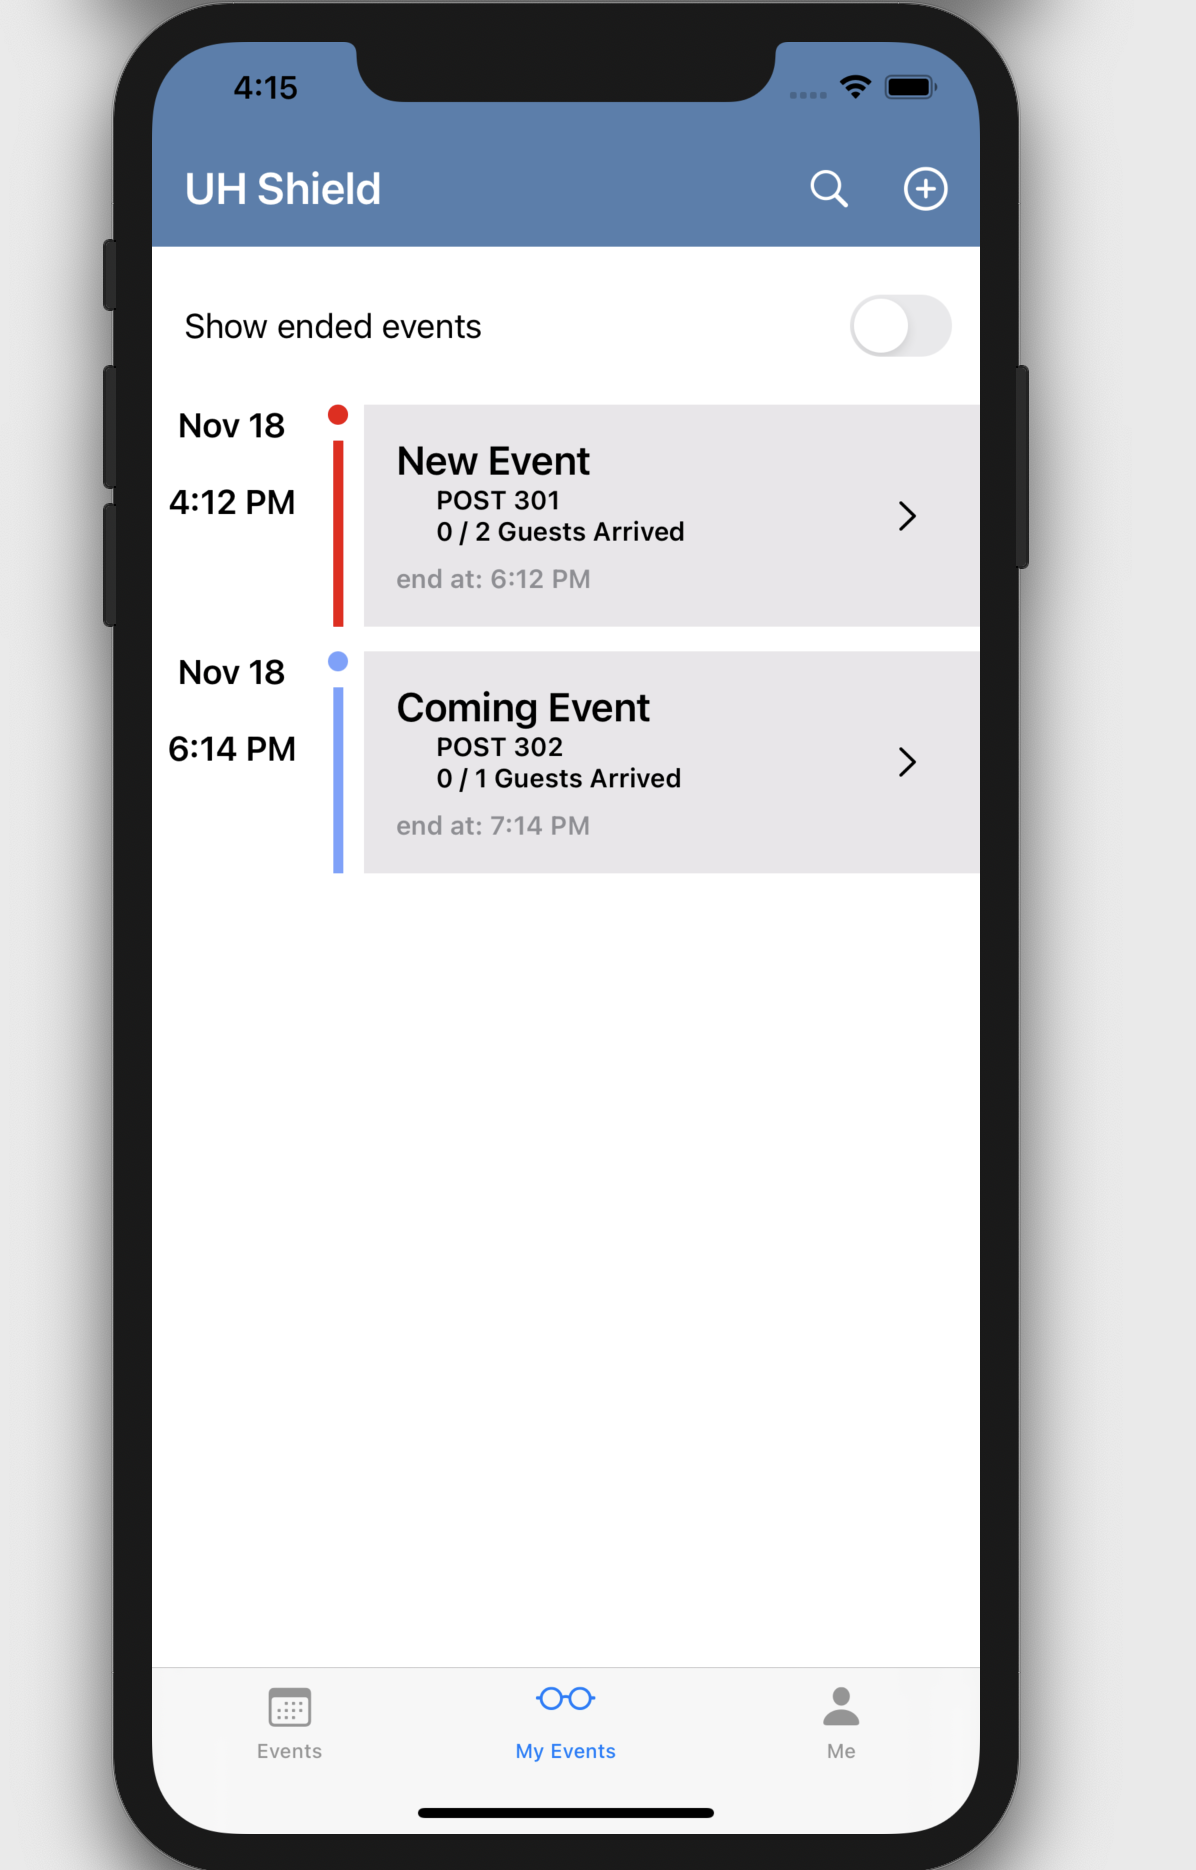 4:15
UH Shield
Show ended events
Nov 18
4:12 PM
New Event
POST 301
0 / 2 Guests Arrived
end at: 6:12 PM
Nov 18
6:14 PM
Coming Event
POST 302
0 / 1 Guests Arrived
end at: 7:14 PM
Events
My Events
Me